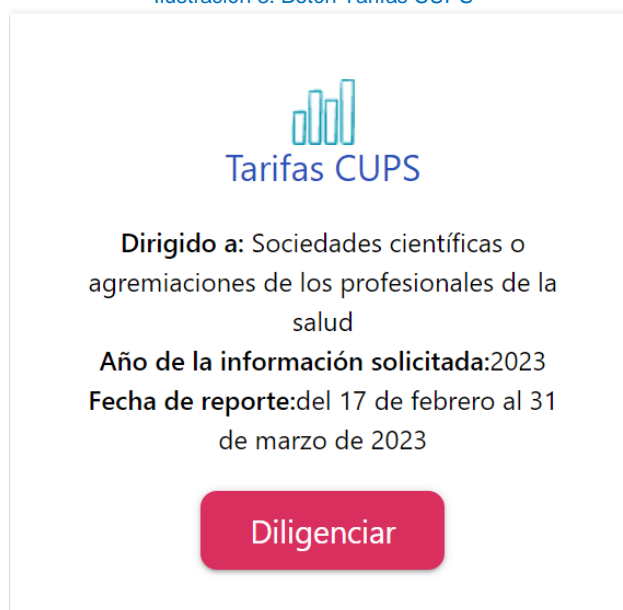 Tarifas CUPS
Dirigido a: Sociedades científicas o
agremiaciones de los profesionales de la
salud
Año de la información solicitada:2023
Fecha de reporte:del 17 de febrero al 31
de marzo de 2023
Diligenciar